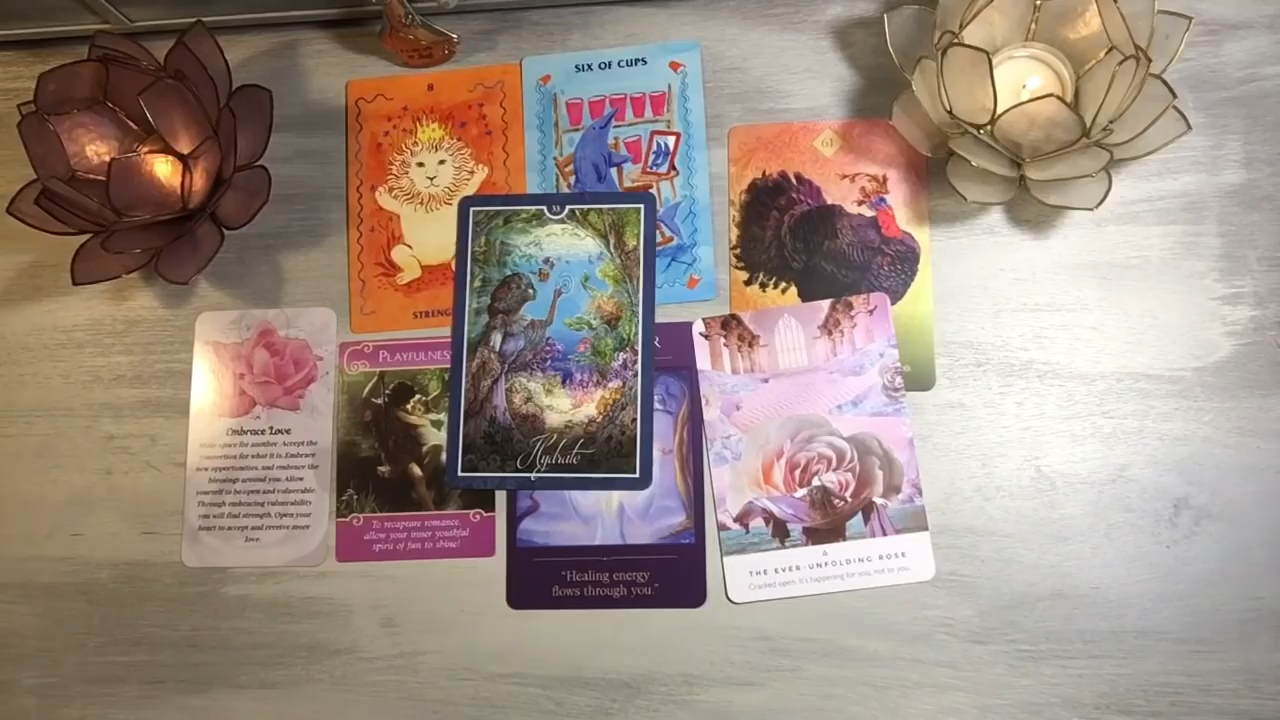 8
SIX OF CUPS
61
33
STRENG
R
PLAYFULNESS
Embrace Love
Make space for another. Accept the
connection for what it is. Embrace
new opportunities, and embrace the
blessings around you. Allow
yourself to be open and vulnerable.
Through embracing vulnerability
you will find strength. Open your
heart to accept and receive more
love.
Hydrate
To recapture romance,
allow your inner youthful
spirit of fun to shine!
"Healing energy
flows through you."
THE EVER-UNFOLDING ROSE
Cracked open. It's happening for you, not to you.